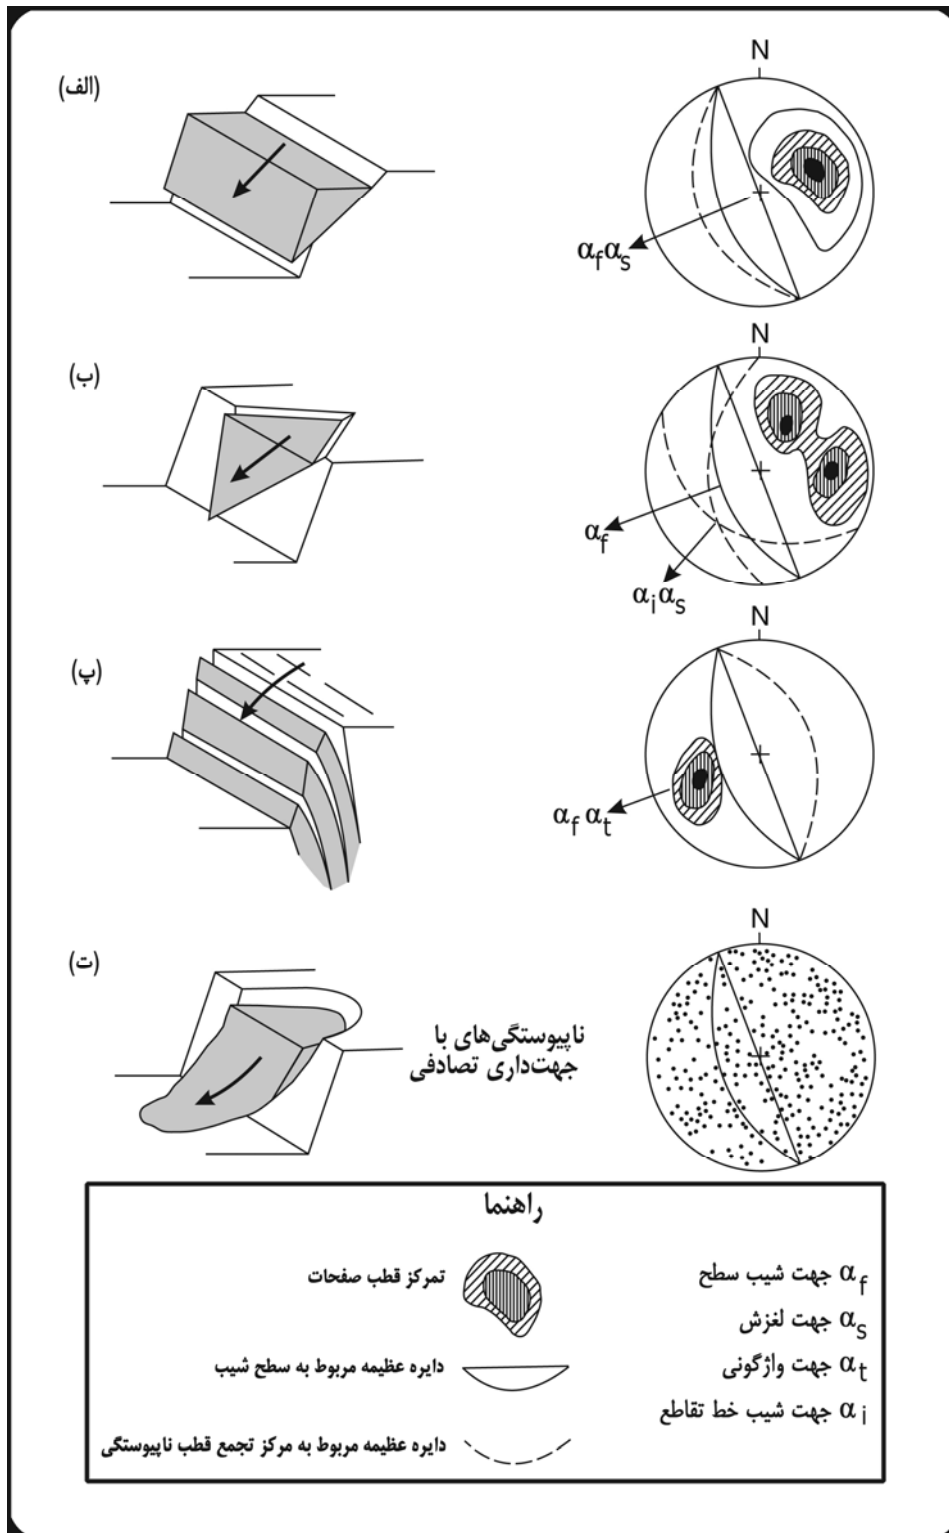 (الف)
N
αfαs
(ب)
N
αf
αiαs
(پ)
N
αf αt
(ت)
N
ناپیوستگی‌های با
جهت‌داری تصادفی
راهنما
تمرکز قطب صفحات
دایره عظیمه مربوط به سطح شیب
دایره عظیمه مربوط به مرکز تجمع قطب ناپیوستگی
αf جهت شیب سطح
αs جهت لغزش
αt جهت واژگونی
αi جهت شیب خط تقاطع